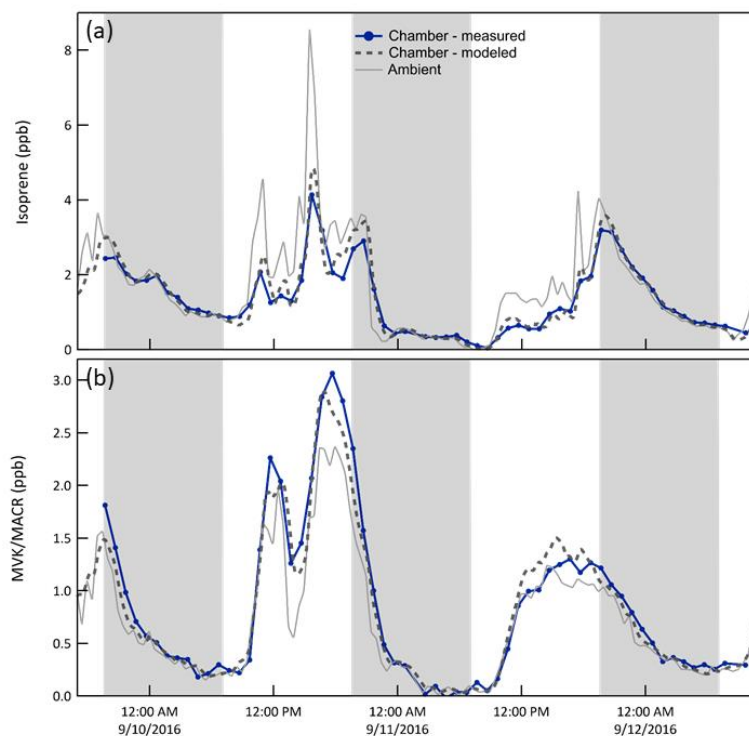 (a)
Chamber - measured
Chamber - modeled
Ambient
Isoprene (ppb)
8
6
4
2
0
(b)
MVK/MACR (ppb)
3.0
2.5
2.0
1.5
1.0
0.5
0.0
12:00 AM 12:00 PM 12:00 AM 12:00 PM 12:00 AM
9/10/2016 9/11/2016 9/12/2016